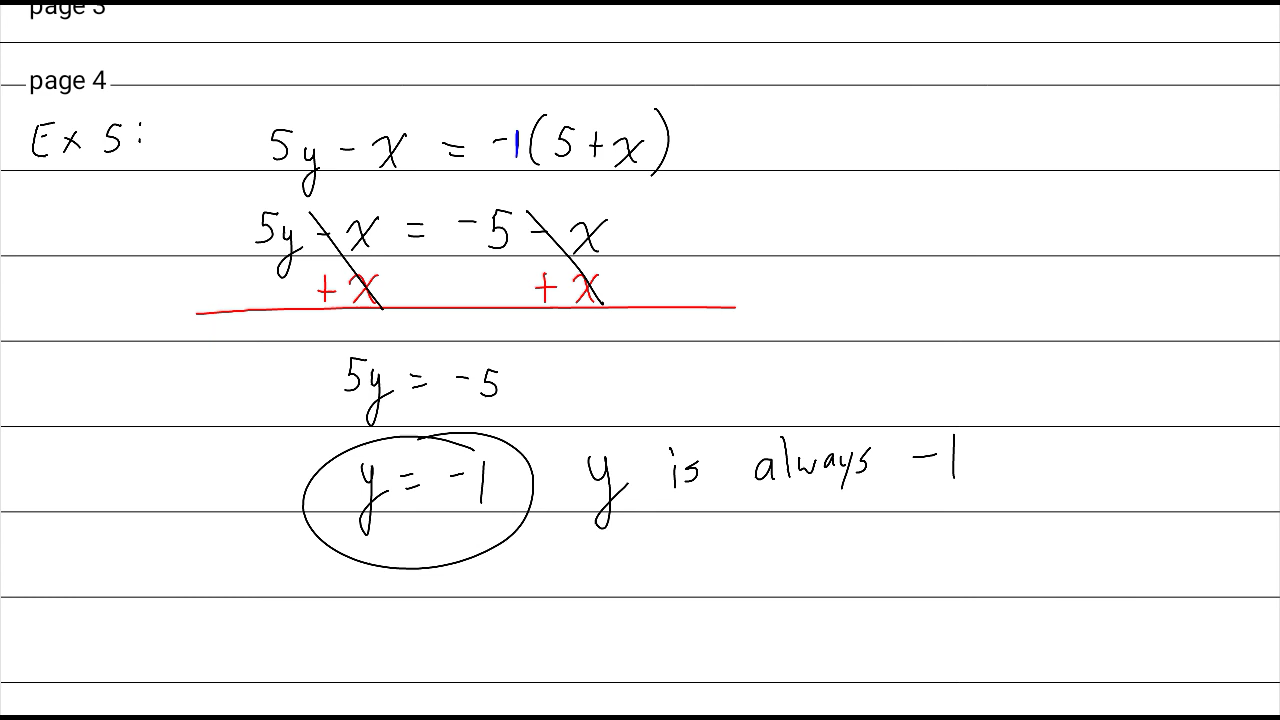 page 3
page 4
Ex 5: 5y - x = -1(5 + x)
5y - x = -5 - x
+ x + x
5y = -5
y = -1 y is always -1